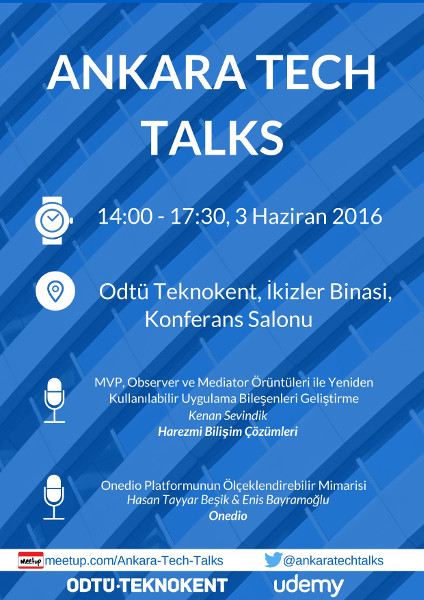 ANKARA TECH
TALKS
14:00 - 17:30, 3 Haziran 2016
Odtü Teknokent, İkizler Binasi,
Konferans Salonu
MVP, Observer ve Mediator Örüntüleri ile Yeniden
Kullanılabilir Uygulama Bileşenleri Geliştirme
Kenan Sevindik
Harezmi Bilişim Çözümleri
Onedio Platformunun Ölçeklendirebilir Mimarisi
Hasan Tayyar Beşik & Enis Bayramoğlu
Onedio
meetup meetup.com/Ankara-Tech-Talks @ankaratechtalks
ODTÜ·TEKNOKENT udemy